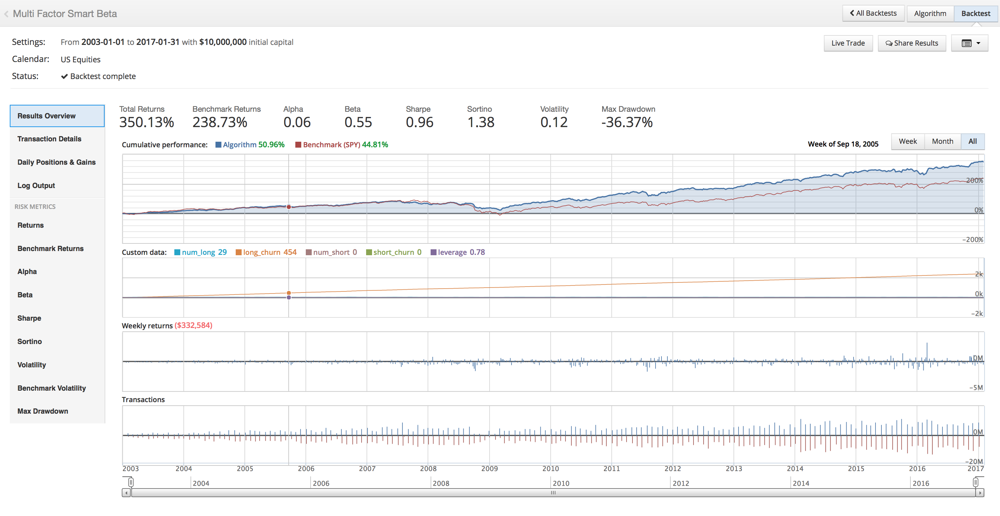 Multi Factor Smart Beta
All Backtests Algorithm Backtest
Settings: From 2003-01-01 to 2017-01-31 with $10,000,000 initial capital
Live Trade Share Results
Calendar: US Equities
Status: Backtest complete
Results Overview
Transaction Details
Daily Positions & Gains
Log Output
RISK METRICS
Returns
Benchmark Returns
Alpha
Beta
Sharpe
Sortino
Volatility
Benchmark Volatility
Max Drawdown
Total Returns Benchmark Returns Alpha Beta Sharpe Sortino Volatility Max Drawdown
350.13% 238.73% 0.06 0.55 0.96 1.38 0.12 -36.37%
Cumulative performance: Algorithm 50.96% Benchmark (SPY) 44.81% Week of Sep 18, 2005 Week Month All
200%
0%
-200%
Custom data: num_long 29 long_churn 454 num_short 0 short_churn 0 leverage 0.78
2k
0k
-2k
Weekly returns ($332,584)
0M
-5M
Transactions
0M
-20M
2003 2004 2005 2006 2007 2008 2009 2010 2011 2012 2013 2014 2015 2016 2017
2004 2006 2008 2010 2012 2014 2016